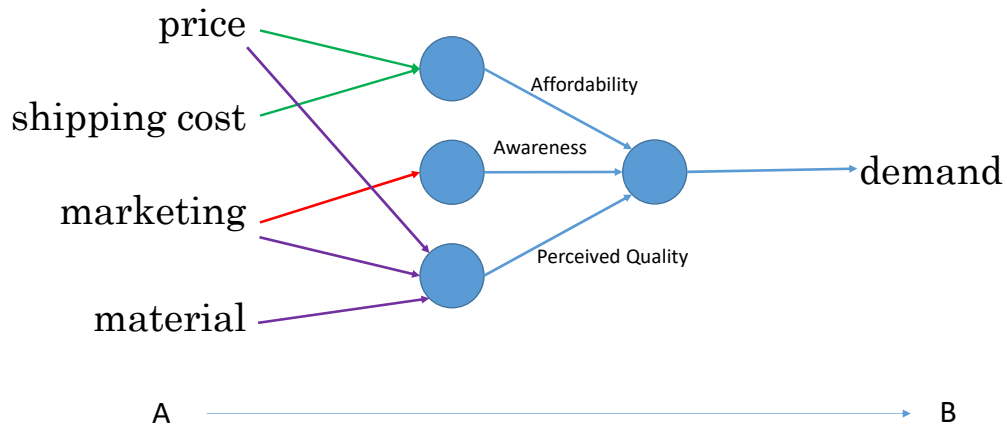 price
shipping cost
marketing
material
Affordability
Awareness
Perceived Quality
demand
A
B